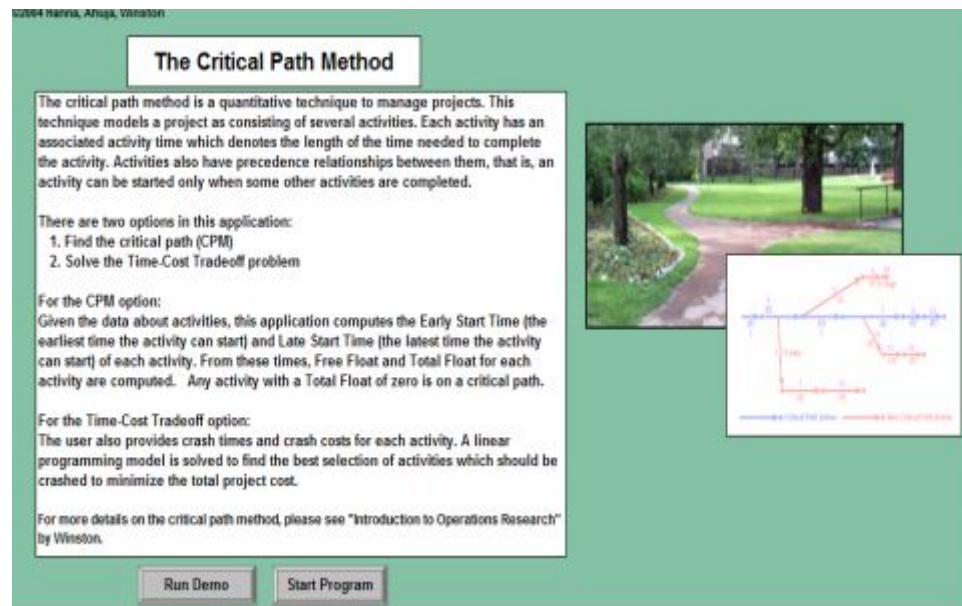 ©2004 Hanna, Ahuja, Winston
The Critical Path Method
The critical path method is a quantitative technique to manage projects. This
technique models a project as consisting of several activities. Each activity has an
associated activity time which denotes the length of the time needed to complete
the activity. Activities also have precedence relationships between them, that is, an
activity can be started only when some other activities are completed.
There are two options in this application:
1. Find the critical path (CPM)
2. Solve the Time-Cost Tradeoff problem
For the CPM option:
Given the data about activities, this application computes the Early Start Time (the
earliest time the activity can start) and Late Start Time (the latest time the activity
can start) of each activity. From these times, Free Float and Total Float for each
activity are computed. Any activity with a Total Float of zero is on a critical path.
For the Time-Cost Tradeoff option:
The user also provides crash times and crash costs for each activity. A linear
programming model is solved to find the best selection of activities which should be
crashed to minimize the total project cost.
For more details on the critical path method, please see "Introduction to Operations Research"
by Winston.
Run Demo
Start Program